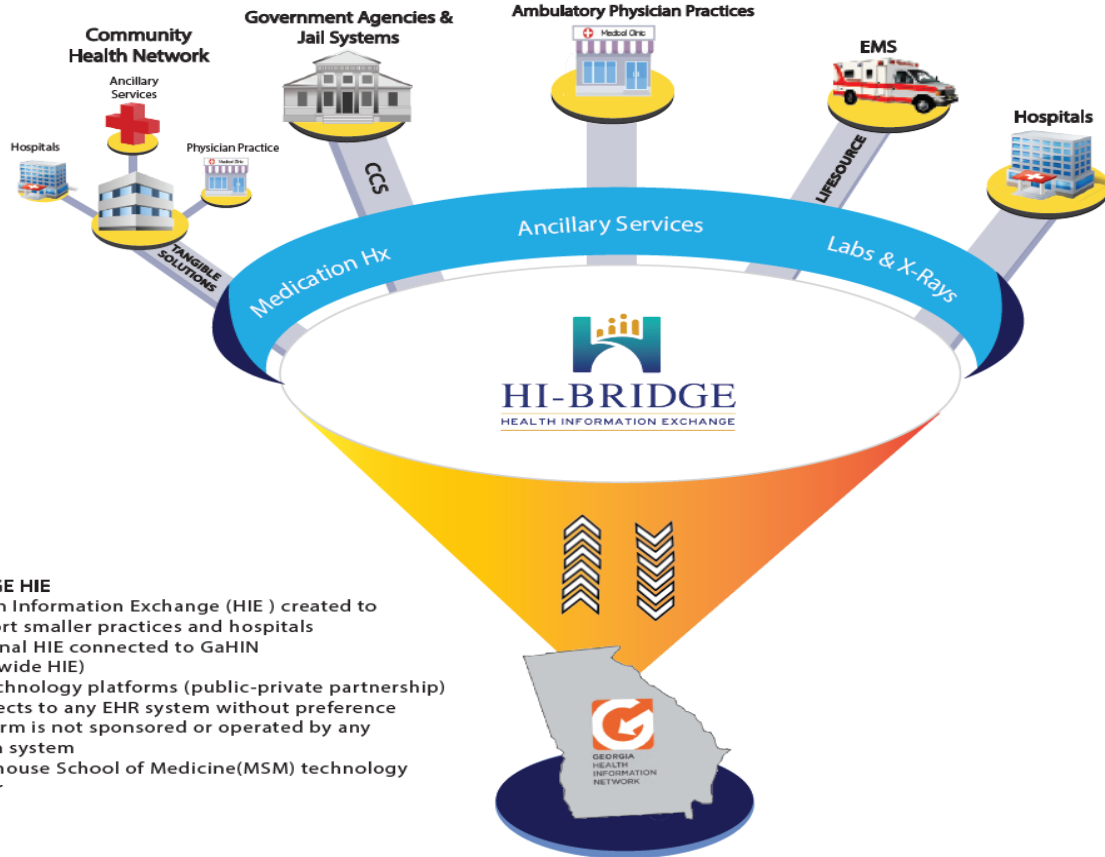 Community
Health Network
Ancillary
Services
Hospitals
Physician Practice
Medical Clinic
TANGIBLE
SOLUTIONS
Government Agencies &
Jail Systems
CCS
Ambulatory Physician Practices
Medical Clinic
EMS
LIFESOURCE
Hospitals
Medication Hx
Ancillary Services
Labs & X-Rays
HI-BRIDGE
HEALTH INFORMATION EXCHANGE
GE HIE
n Information Exchange (HIE ) created to
rt smaller practices and hospitals
nal HIE connected to GaHIN
wide HIE)
chnology platforms (public-private partnership)
ects to any EHR system without preference
rm is not sponsored or operated by any
n system
house School of Medicine(MSM) technology
r
GEORGIA
HEALTH
INFORMATION
NETWORK